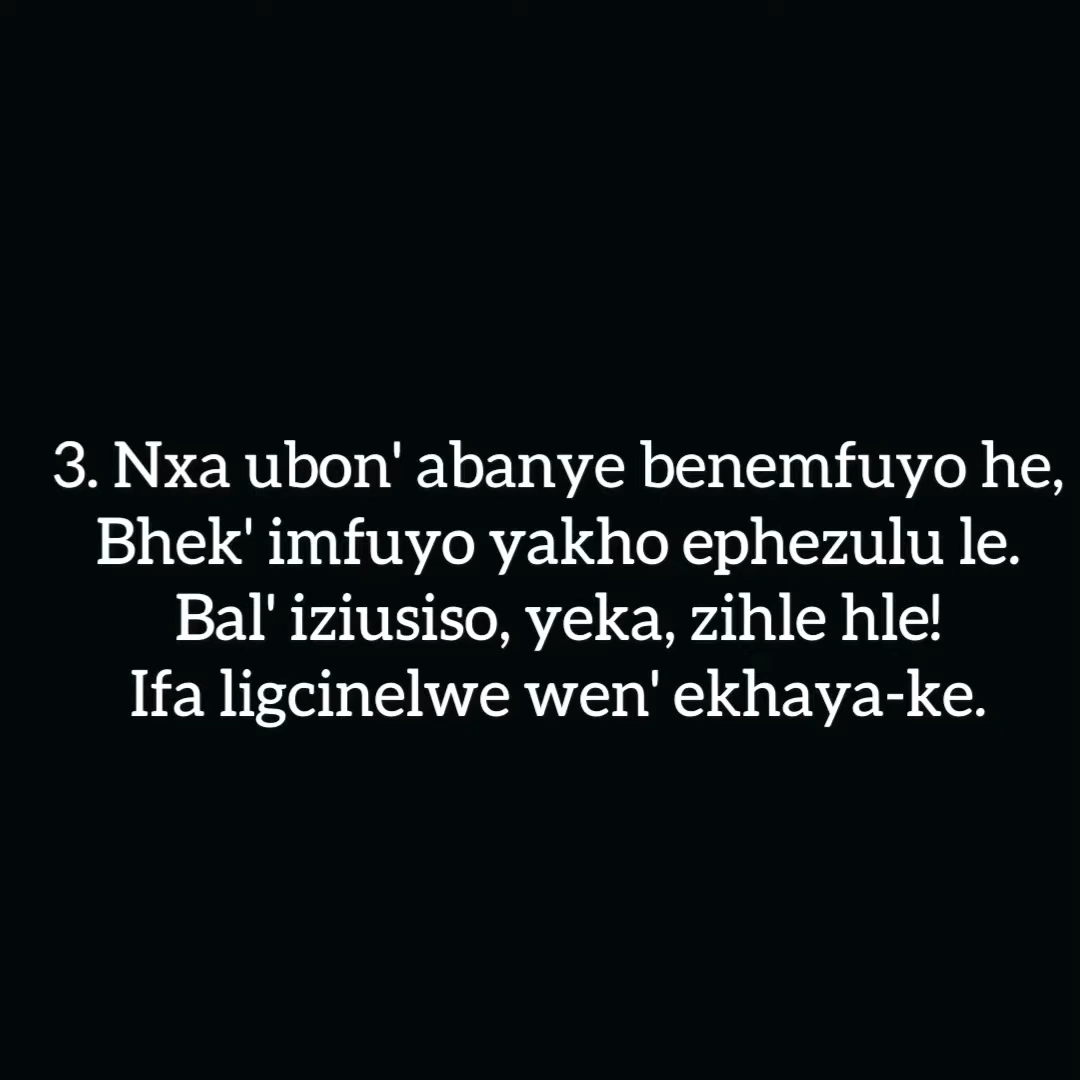 3. Nxa ubon' abanye benemfuyo he,
Bhek' imfuyo yakho ephezulu le.
Bal' iziusiso, yeka, zihle hle!
Ifa ligcinelwe wen' ekhaya-ke.